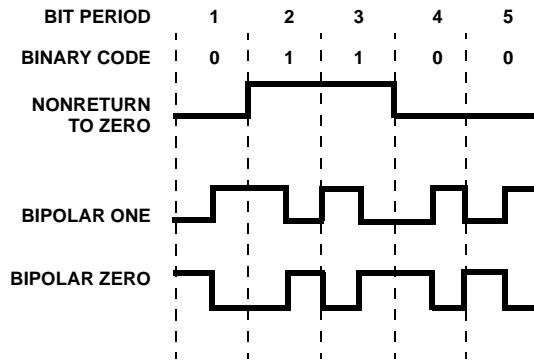 BIT PERIOD 1 2 3 4 5
BINARY CODE 0 1 1 0 0
NONRETURN
TO ZERO
BIPOLAR ONE
BIPOLAR ZERO